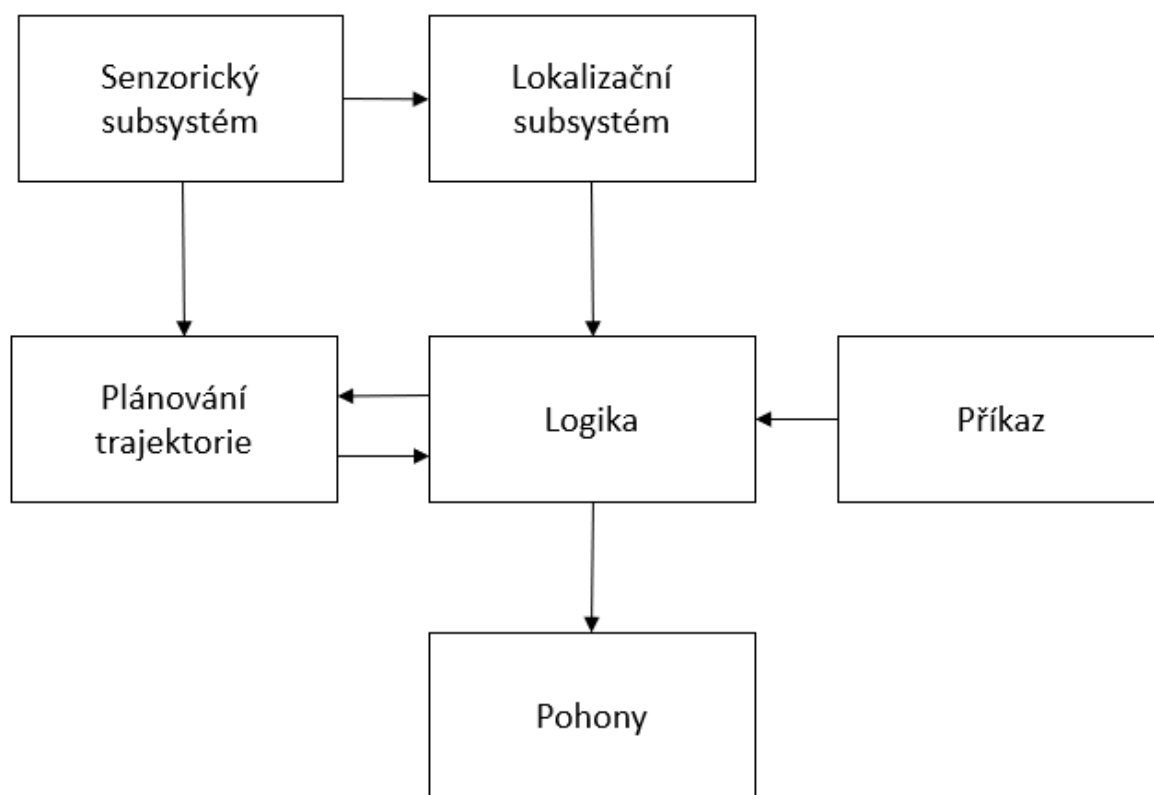 Senzorický
subsystém
Lokalizační
subsystém
Plánování
trajektorie
Logika
Příkaz
Pohony